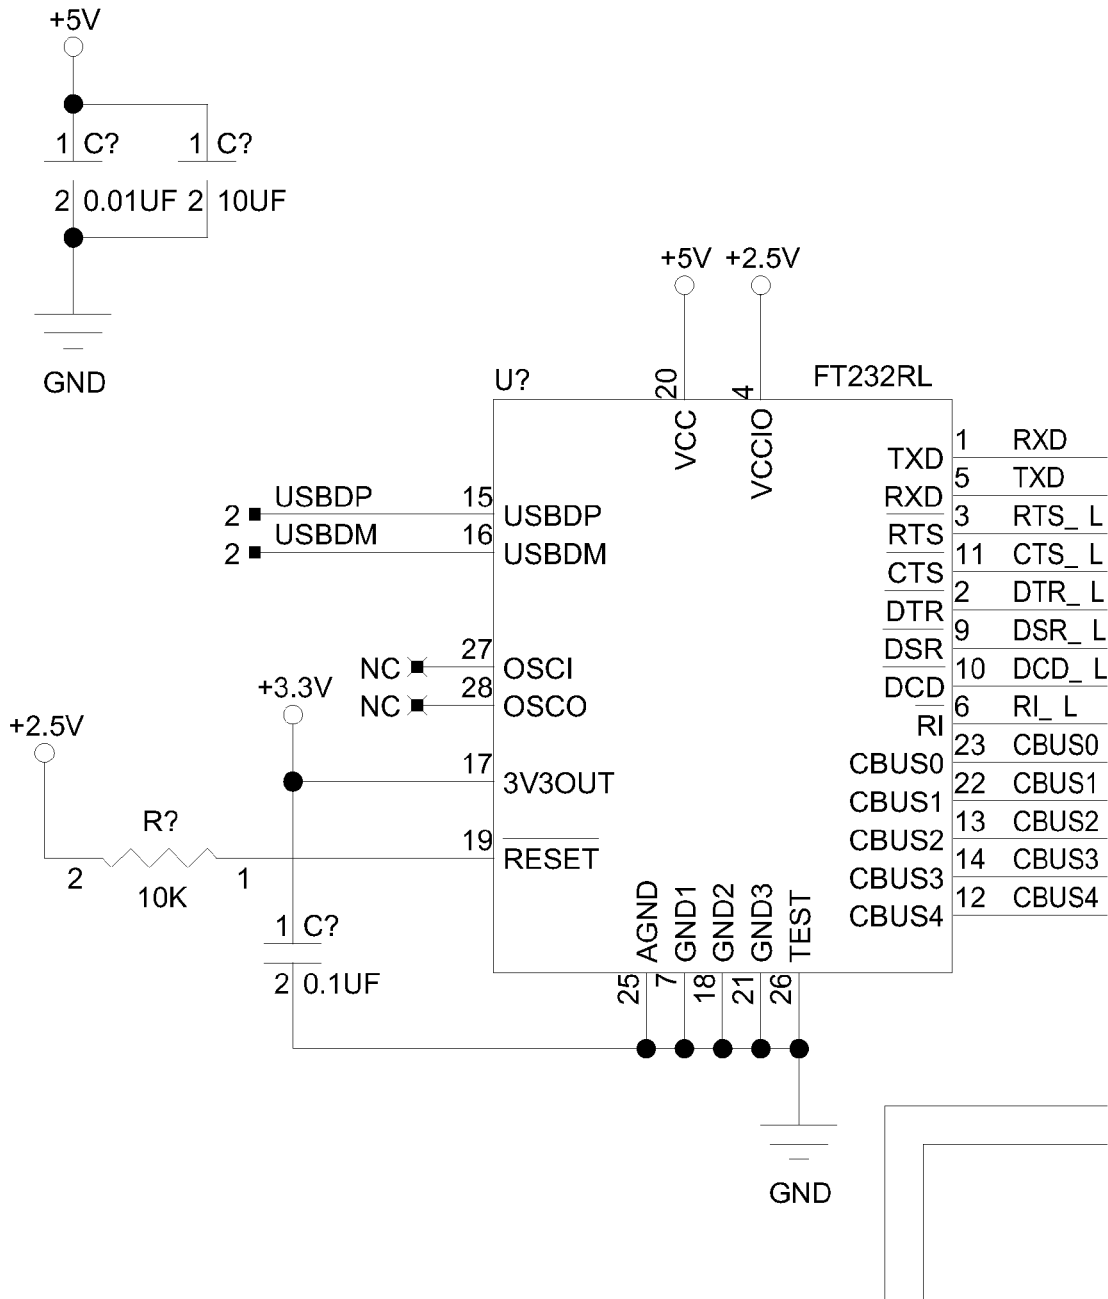 +5V
1 C?
2 0.01UF
1 C?
2 10UF
GND
+5V
+2.5V
U?
FT232RL
20
VCC
4
VCCIO
2 USBDP 15 USBDP
2 USBDM 16 USBDM
NC 27 OSCI
NC 28 OSCO
+3.3V
17 3V3OUT
+2.5V
R?
2 10K 1
19 RESET
1 C?
2 0.1UF
TXD 1 RXD
RXD 5 TXD
RTS 3 RTS_ L
CTS 11 CTS_ L
DTR 2 DTR_ L
DSR 9 DSR_ L
DCD 10 DCD_ L
RI 6 RI_ L
CBUS0 23 CBUS0
CBUS1 22 CBUS1
CBUS2 13 CBUS2
CBUS3 14 CBUS3
CBUS4 12 CBUS4
AGND
25
GND1
7
GND2
18
GND3
21
TEST
26
GND